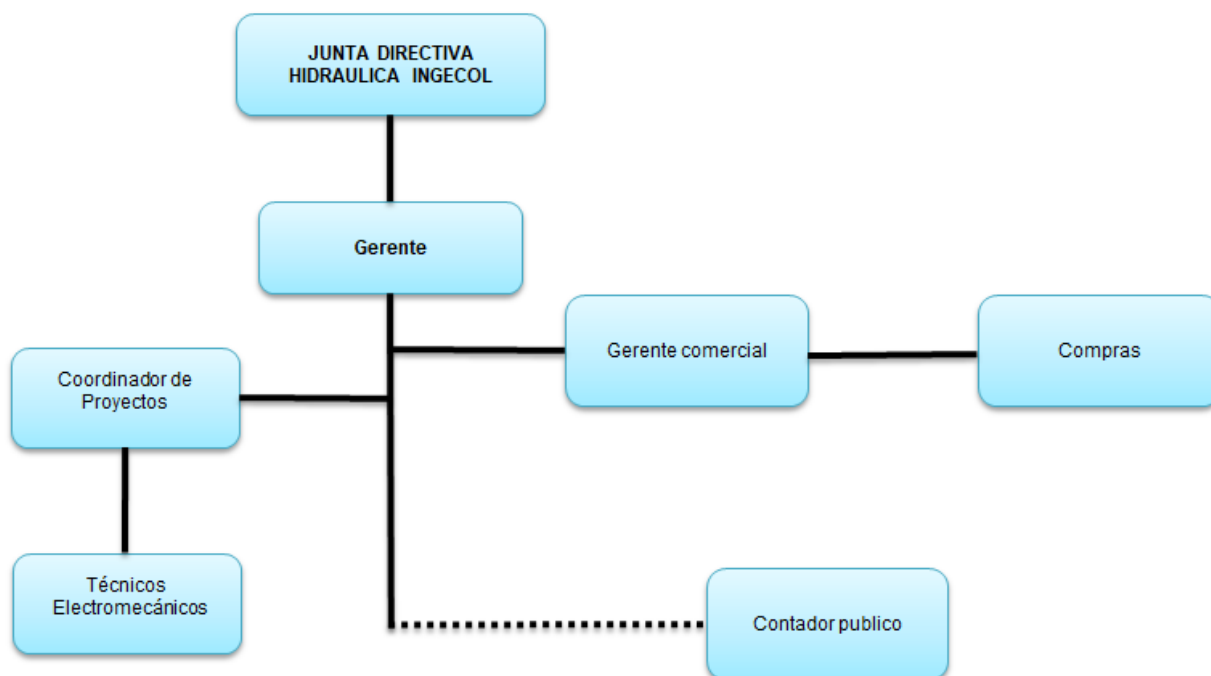 JUNTA DIRECTIVA
HIDRAULICA INGECOL
Gerente
Gerente comercial
Compras
Coordinador de
Proyectos
Técnicos
Electromecánicos
Contador publico